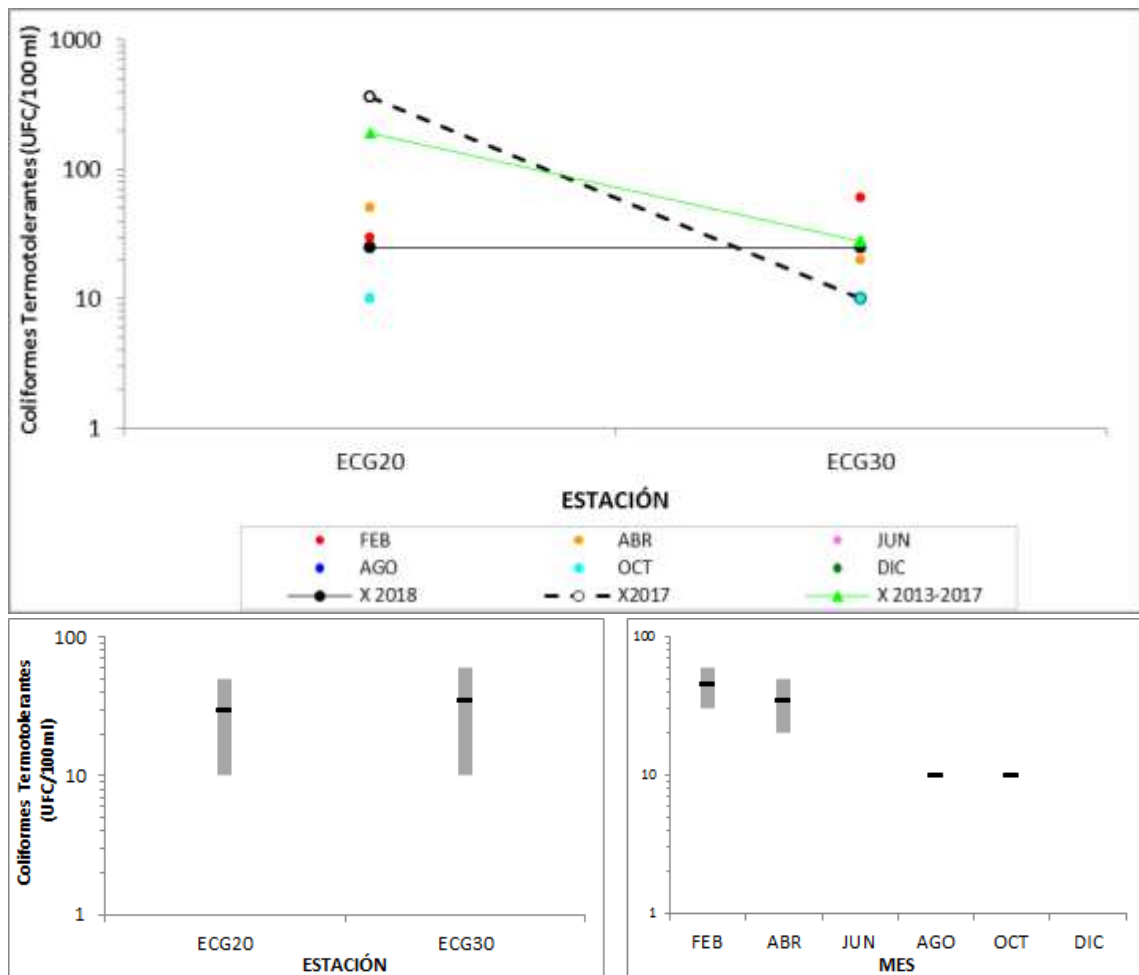 1000
100
10
1
Coliformes Termotolerantes (UFC/100 ml)
ECG20 ECG30
ESTACIÓN
FEB ABR JUN
AGO OCT DIC
X 2018 X2017 X 2013-2017
100
10
1
Coliformes Termotolerantes
(UFC/100 ml)
ECG20 ECG30
ESTACIÓN
100
10
1
FEB ABR JUN AGO OCT DIC
MES